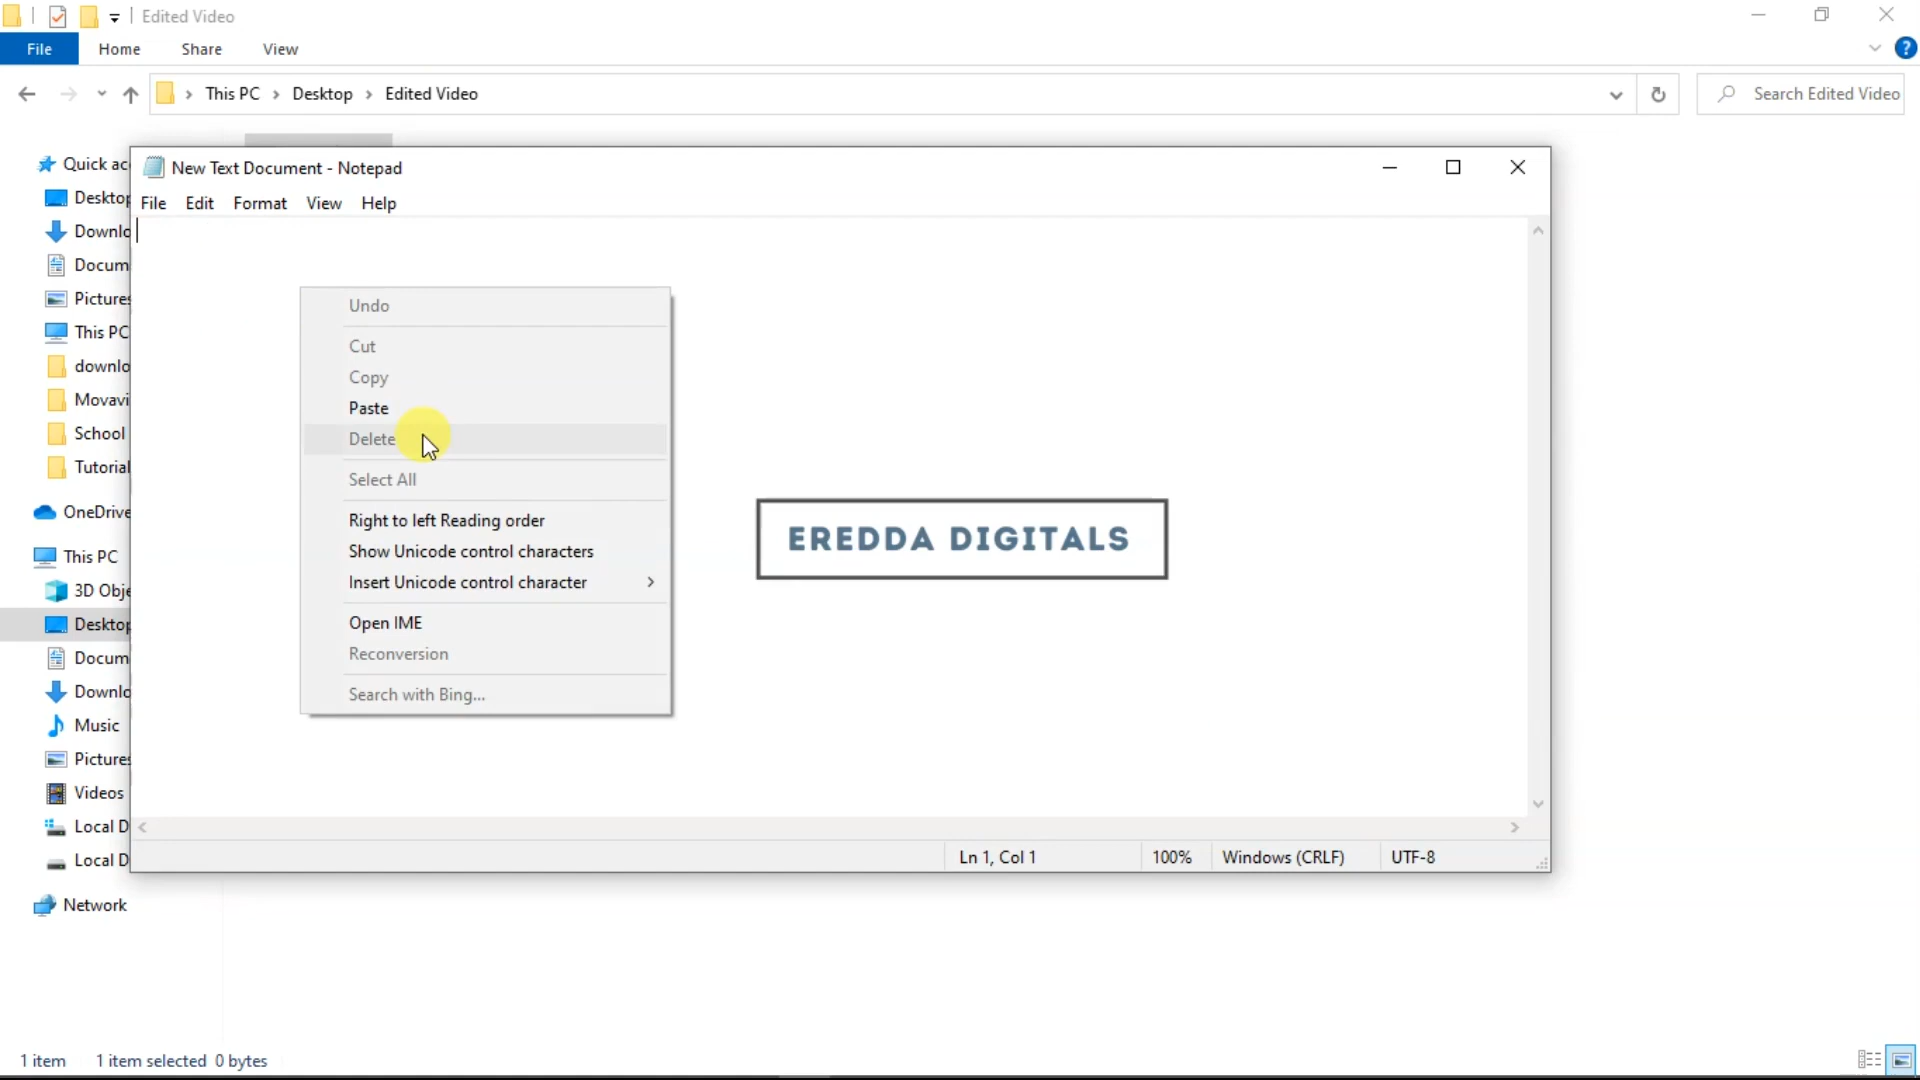 Edited Video
File Home Share View
This PC Desktop Edited Video
Search Edited Video
Quick ac
Desktop
Downlo
Docum
Pictures
This PC
downlo
Movavi
School
Tutorial
OneDrive
This PC
3D Obje
Desktop
Docum
Downlo
Music
Pictures
Videos
Local D
Local D
Network
New Text Document - Notepad
File Edit Format View Help
Undo
Cut
Copy
Paste
Delete
Select All
Right to left Reading order
Show Unicode control characters
Insert Unicode control character
Open IME
Reconversion
Search with Bing...
EREDDA DIGITALS
Ln 1, Col 1 100% Windows (CRLF) UTF-8
1 item 1 item selected 0 bytes